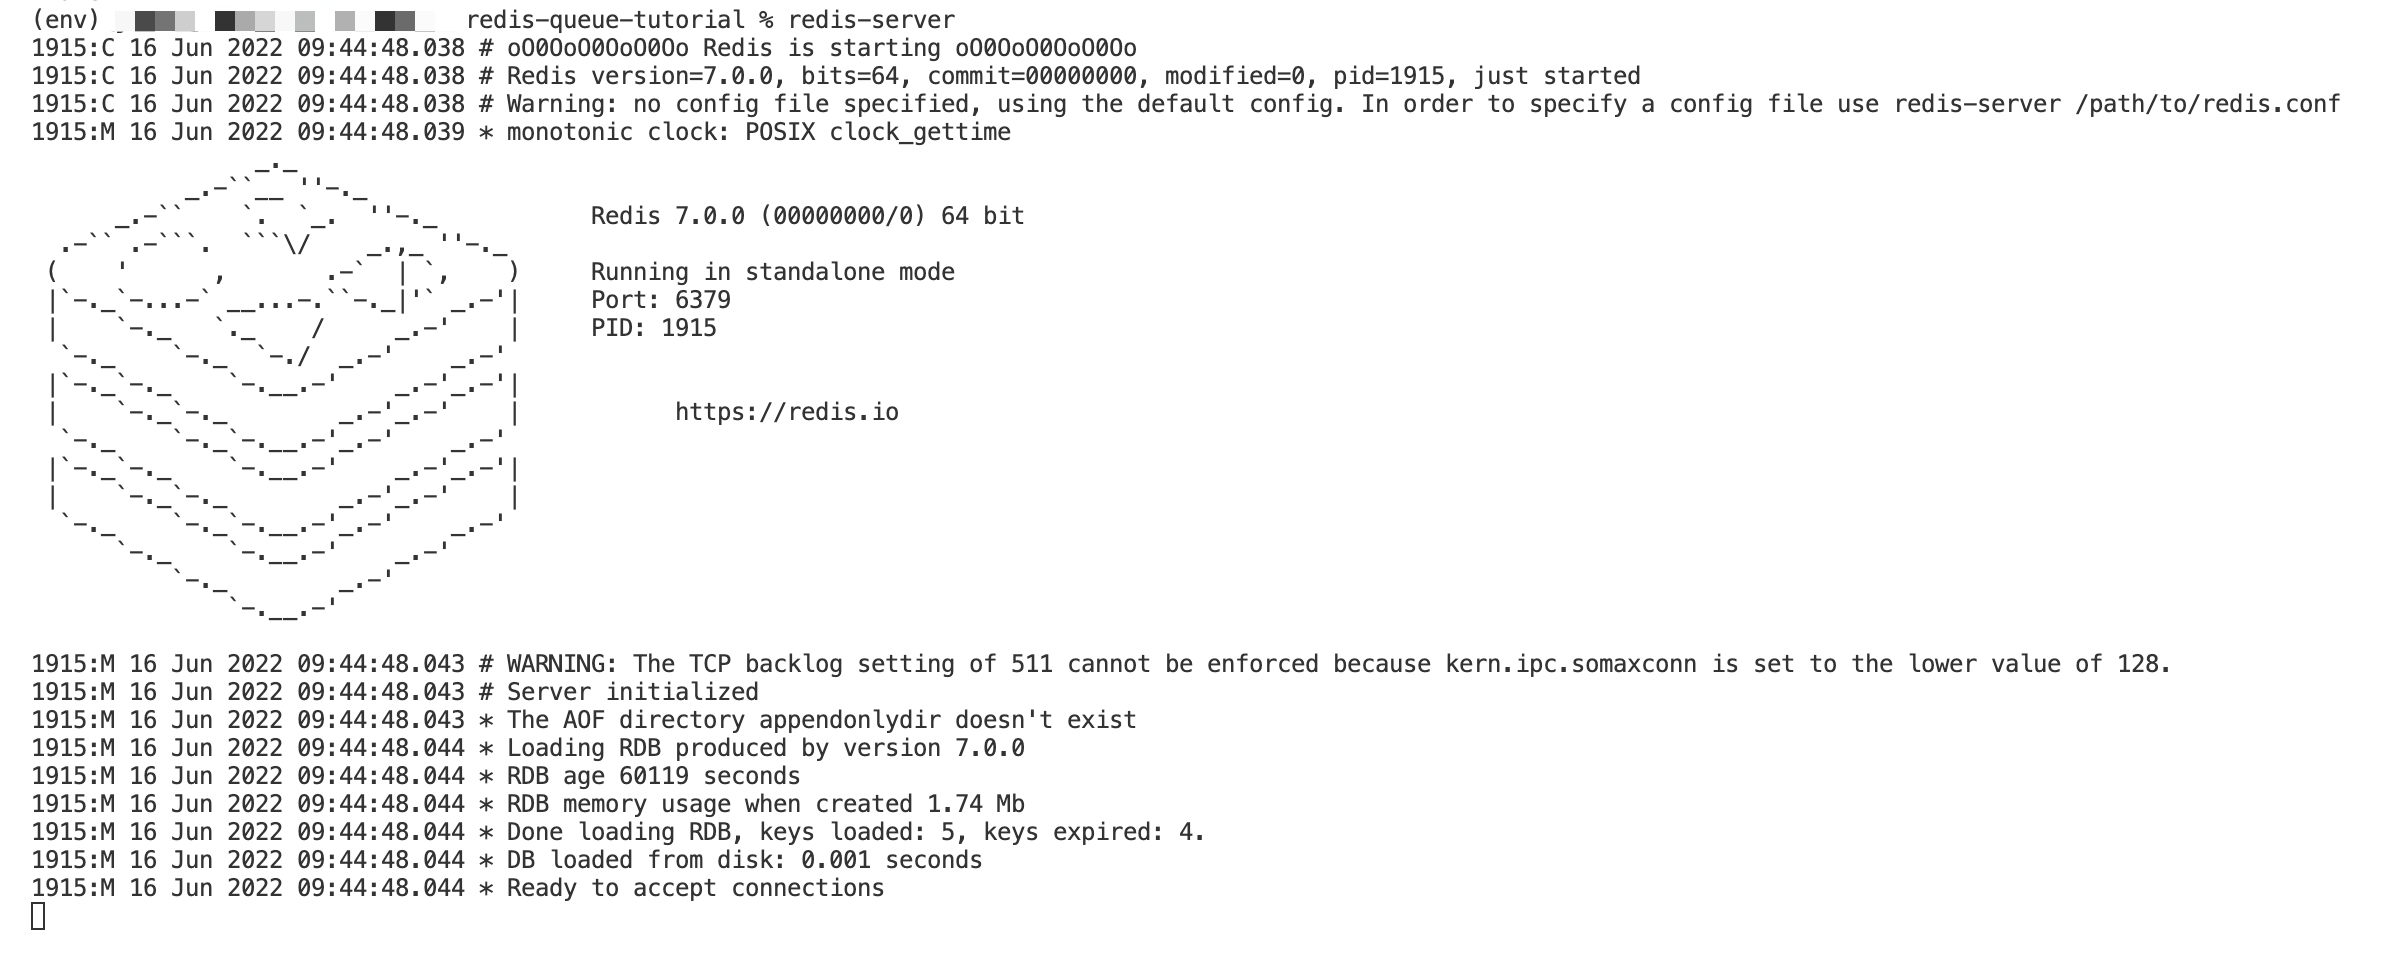 (env) redis-queue-tutorial % redis-server
1915:C 16 Jun 2022 09:44:48.038 # oO0OoO0OoO0Oo Redis is starting oO0OoO0OoO0Oo
1915:C 16 Jun 2022 09:44:48.038 # Redis version=7.0.0, bits=64, commit=00000000, modified=0, pid=1915, just started
1915:C 16 Jun 2022 09:44:48.038 # Warning: no config file specified, using the default config. In order to specify a config file use redis-server /path/to/redis.conf
1915:M 16 Jun 2022 09:44:48.039 * monotonic clock: POSIX clock_gettime
Redis 7.0.0 (00000000/0) 64 bit
Running in standalone mode
Port: 6379
PID: 1915
https://redis.io
1915:M 16 Jun 2022 09:44:48.043 # WARNING: The TCP backlog setting of 511 cannot be enforced because kern.ipc.somaxconn is set to the lower value of 128.
1915:M 16 Jun 2022 09:44:48.043 # Server initialized
1915:M 16 Jun 2022 09:44:48.043 * The AOF directory appendonlydir doesn't exist
1915:M 16 Jun 2022 09:44:48.044 * Loading RDB produced by version 7.0.0
1915:M 16 Jun 2022 09:44:48.044 * RDB age 60119 seconds
1915:M 16 Jun 2022 09:44:48.044 * RDB memory usage when created 1.74 Mb
1915:M 16 Jun 2022 09:44:48.044 * Done loading RDB, keys loaded: 5, keys expired: 4.
1915:M 16 Jun 2022 09:44:48.044 * DB loaded from disk: 0.001 seconds
1915:M 16 Jun 2022 09:44:48.044 * Ready to accept connections